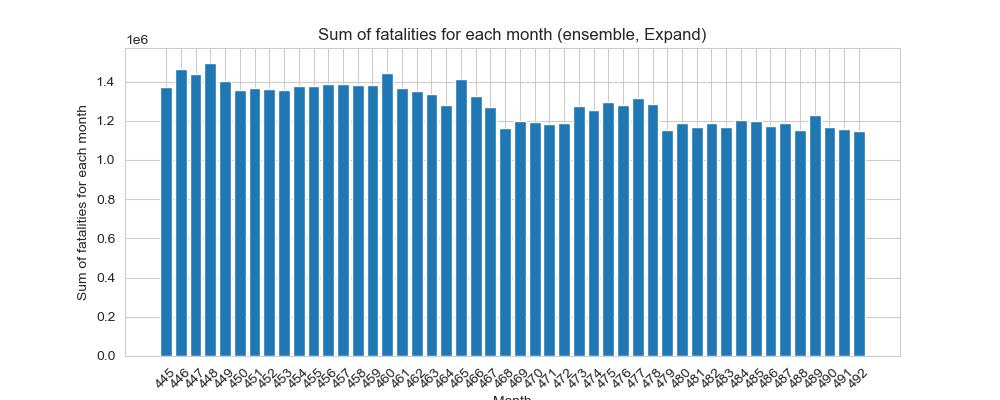 Sum of fatalities for each month (ensemble, Expand)
1e6
Sum of fatalities for each month
1.4
1.2
1.0
0.8
0.6
0.4
0.2
0.0
445 446 447 448 449 450 451 452 453 454 455 456 457 458 459 460 461 462 463 464 465 466 467 468 469 470 471 472 473 474 475 476 477 478 479 480 481 482 483 484 485 486 487 488 489 490 491 492
Month